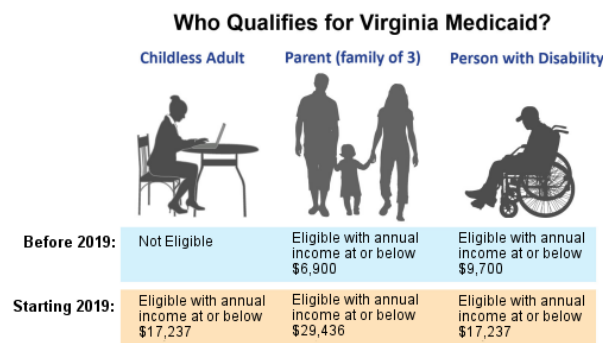 Who Qualifies for Virginia Medicaid?
Childless Adult
Parent (family of 3)
Person with Disability
Before 2019:
Not Eligible
Eligible with annual
income at or below
$6,900
Eligible with annual
income at or below
$9,700
Starting 2019:
Eligible with annual
income at or below
$17,237
Eligible with annual
income at or below
$29,436
Eligible with annual
income at or below
$17,237